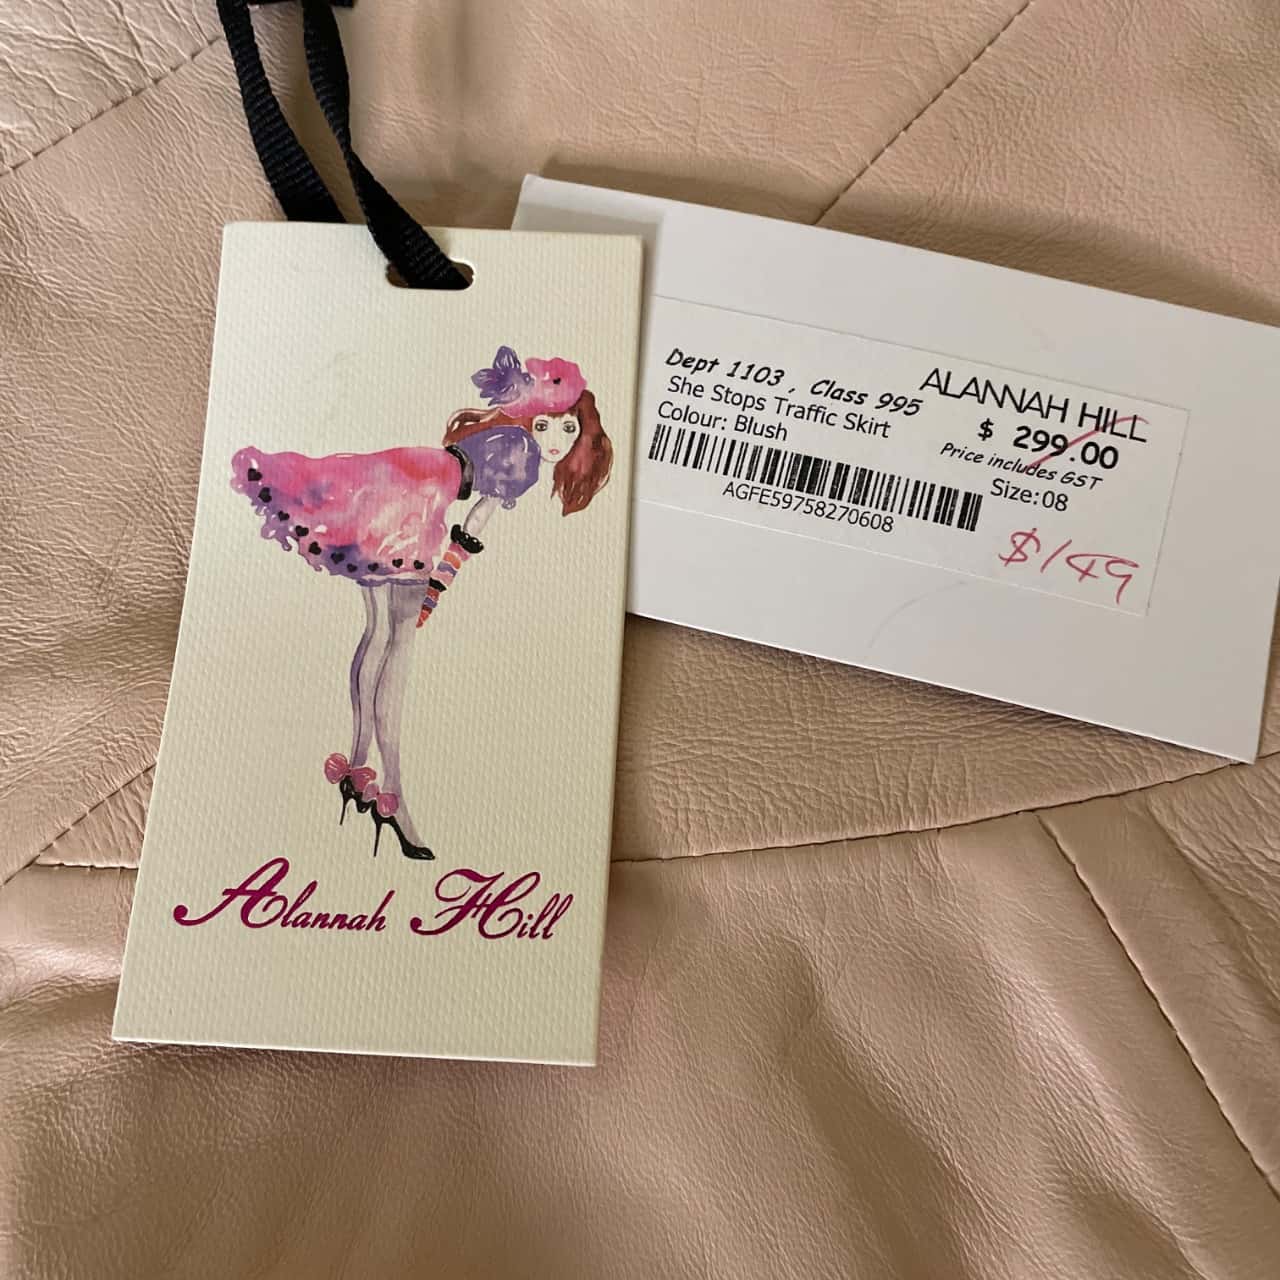 Alannah Hill
Dept 1103 , Class 995
She Stops Traffic Skirt
Colour: Blush
AGFE59758270608
ALANNAH HILL
$ 299.00
Price includes GST
Size:08
$149